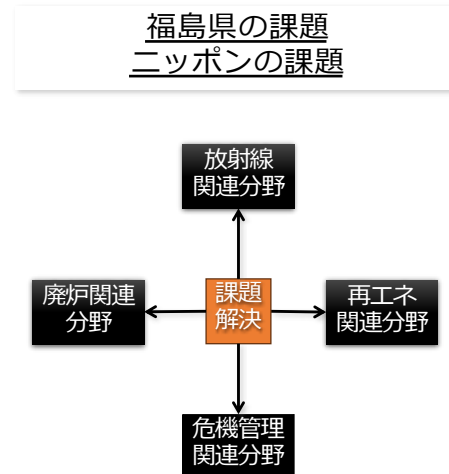 福島県の課題
ニッポンの課題
放射線
関連分野
廃炉関連
分野
課題
解決
再エネ
関連分野
危機管理
関連分野